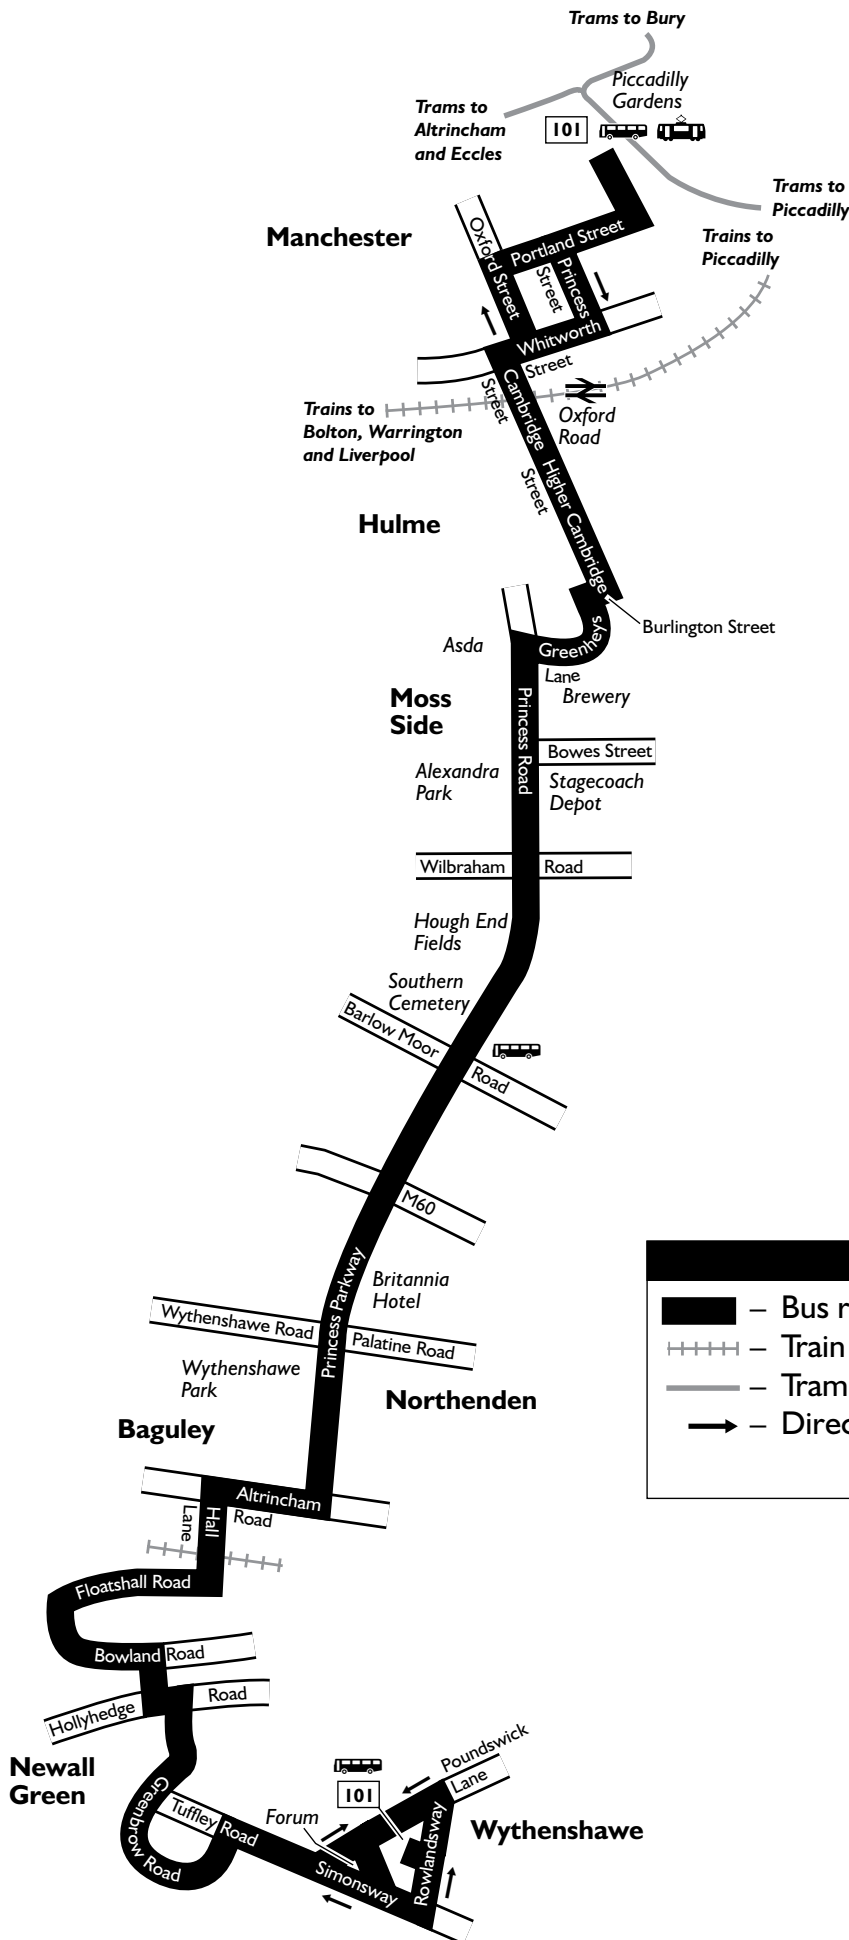 Trams to Bury
Piccadilly
Gardens
Trams to
Altrincham
and Eccles
101
Trams to
Piccadilly
Manchester
Oxford Street
Portland Street
Princess
Street
Trains to
Piccadilly
Whitworth
Street
Cambridge
Street
Trains to
Bolton, Warrington
and Liverpool
Oxford
Road
Higher Cambridge
Street
Hulme
Burlington Street
Asda
Greenheys
Lane
Brewery
Moss
Side
Princess Road
Bowes Street
Alexandra
Park
Stagecoach
Depot
Wilbraham Road
Hough End
Fields
Southern
Cemetery
Barlow Moor Road
M60
Princess Parkway
Britannia
Hotel
Wythenshawe Road
Palatine Road
Wythenshawe
Park
Northenden
Baguley
– Bus r
– Train
– Tram
– Direc
Altrincham
Road
Hall
Lane
Floatshall Road
Bowland Road
Hollyhedge Road
Newall
Green
Greenbrow Road
Tuffley Road
Forum
101
Poundswick
Lane
Wythenshawe
Rowlandsway
Simonsway